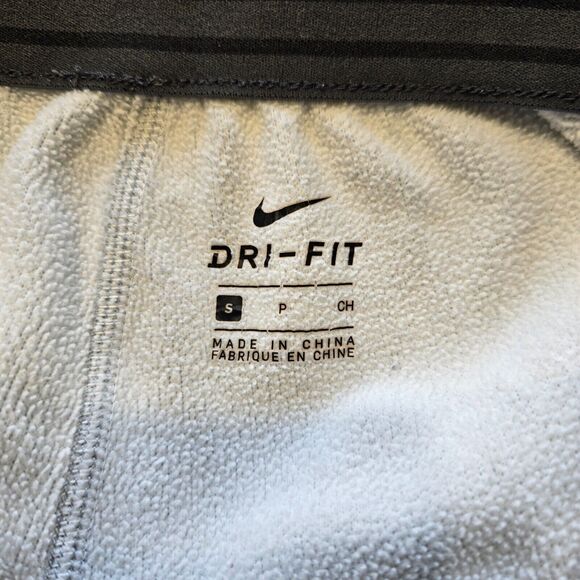 DRI-FIT
S P CH
MADE IN CHINA
FABRIQUE EN CHINE